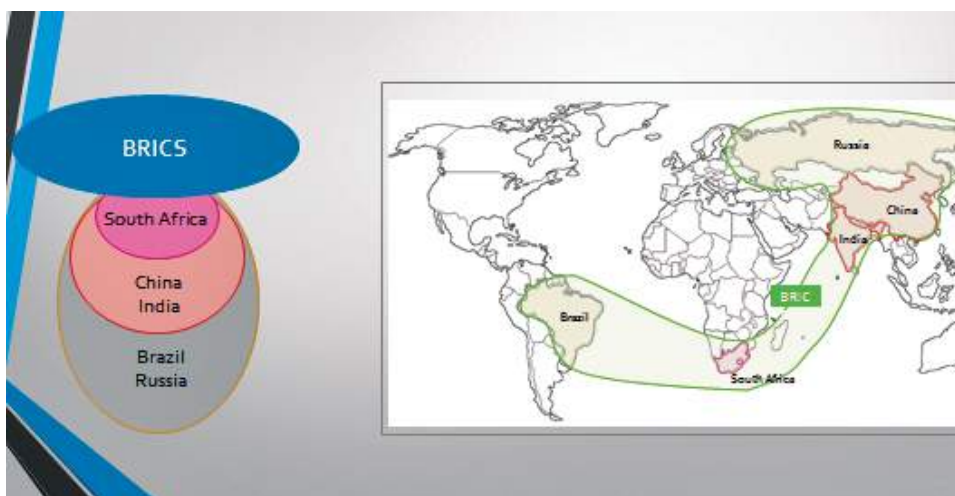 BRICS
South Africa
China
India
Brazil
Russia
Russia
China
India
BRIC
Brazil
South Africa